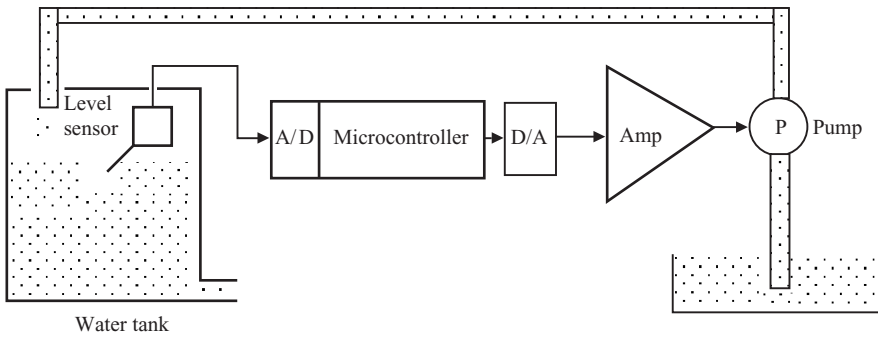 Level
sensor
A/D
Microcontroller
D/A
Amp
P
Pump
Water tank